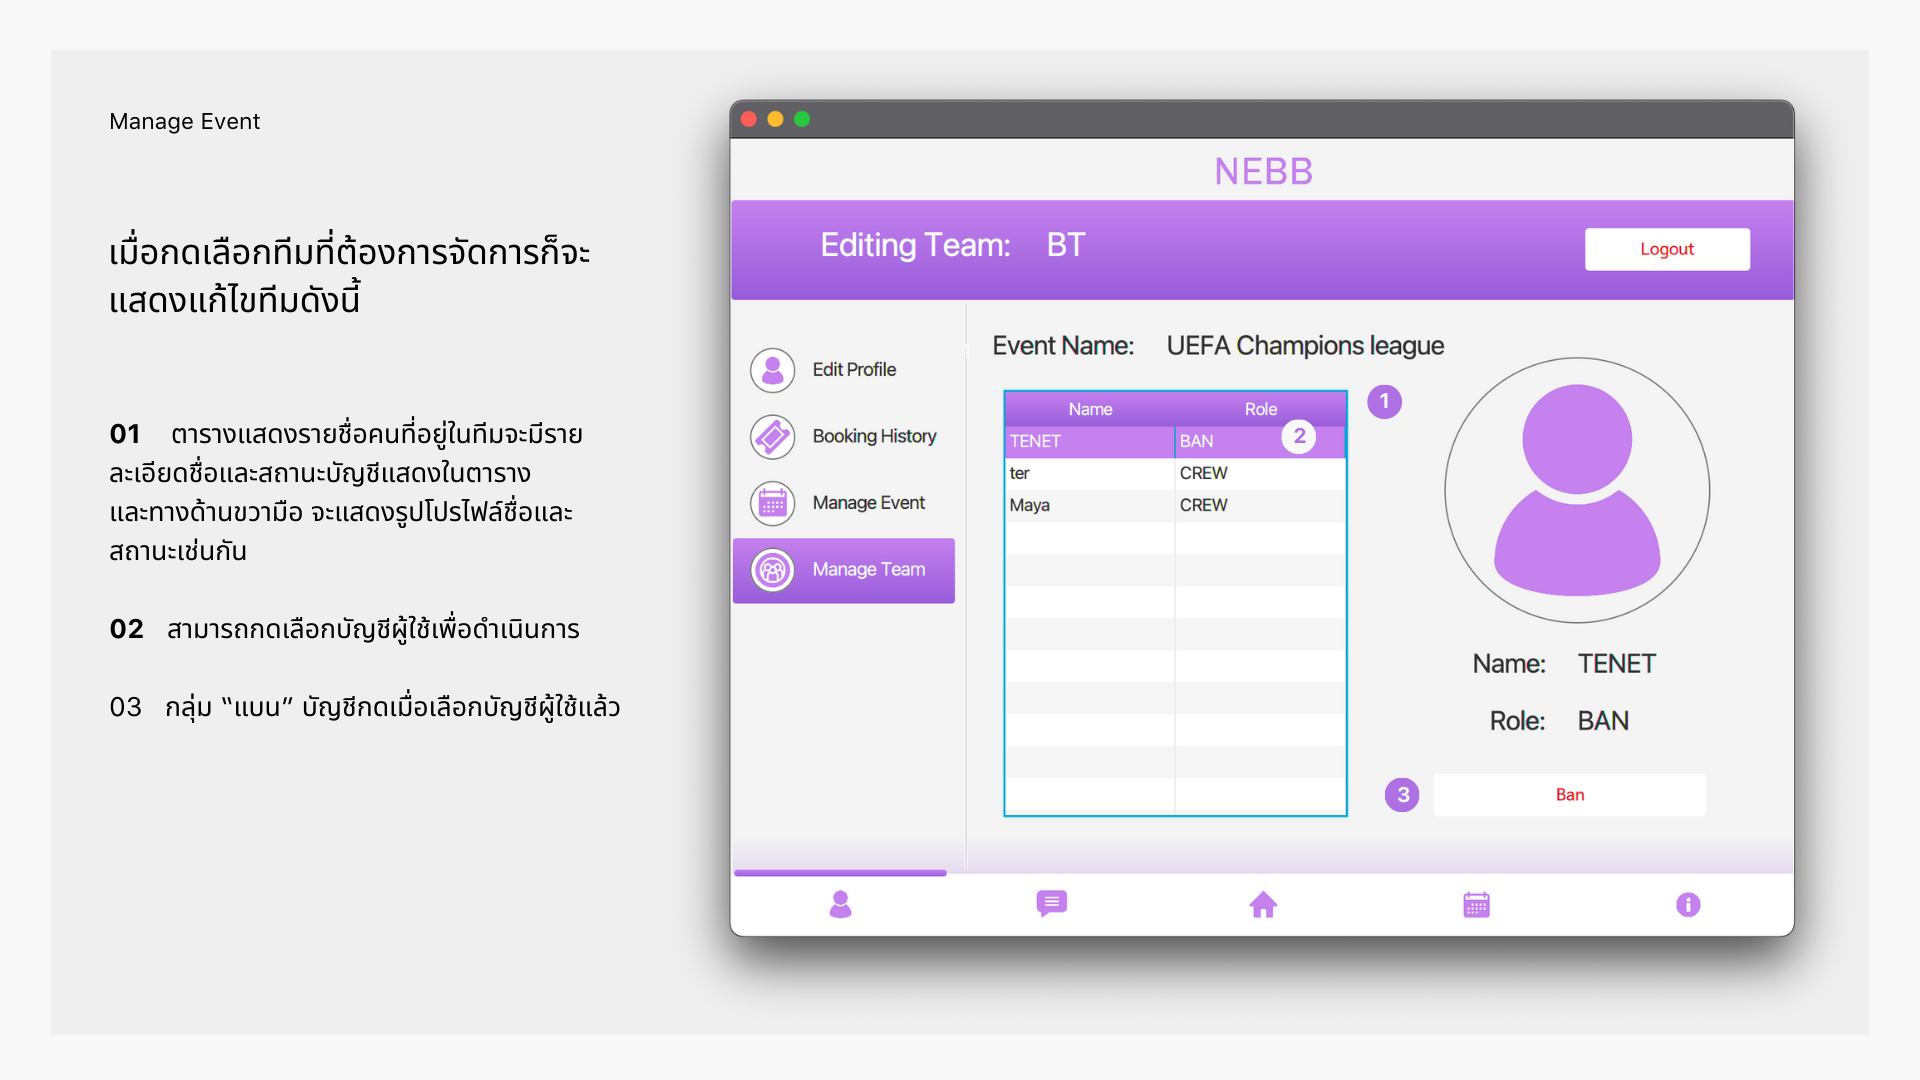 Manage Event
เมื่อกดเลือกทีมที่ต้องการจัดการก็จะ
แสดงแก้ไขทีมดังนี้
01 ตารางแสดงรายชื่อคนที่อยู่ในทีมจะมีราย
ละเอียดชื่อและสถานะบัญชีแสดงในตาราง
และทางด้านขวามือ จะแสดงรูปโปรไฟล์ชื่อและ
สถานะเช่นกัน
02 สามารถกดเลือกบัญชีผู้ใช้เพื่อดำเนินการ
03 กลุ่ม “แบน” บัญชีกดเมื่อเลือกบัญชีผู้ใช้แล้ว
NEBB
Editing Team: BT
Logout
Edit Profile
Booking History
Manage Event
Manage Team
Event Name: UEFA Champions league
1
Name Role
TENET BAN 2
ter CREW
Maya CREW
Name: TENET
Role: BAN
3
Ban